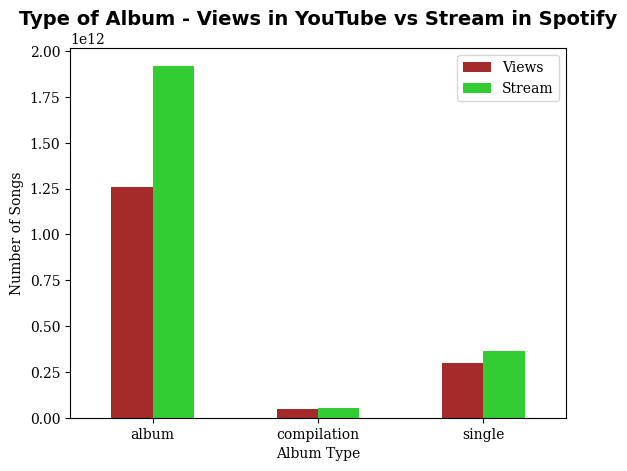 Type of Album - Views in YouTube vs Stream in Spotify
1e12
2.00
1.75
1.50
1.25
1.00
0.75
0.50
0.25
0.00
Number of Songs
Views
Stream
album
compilation
single
Album Type